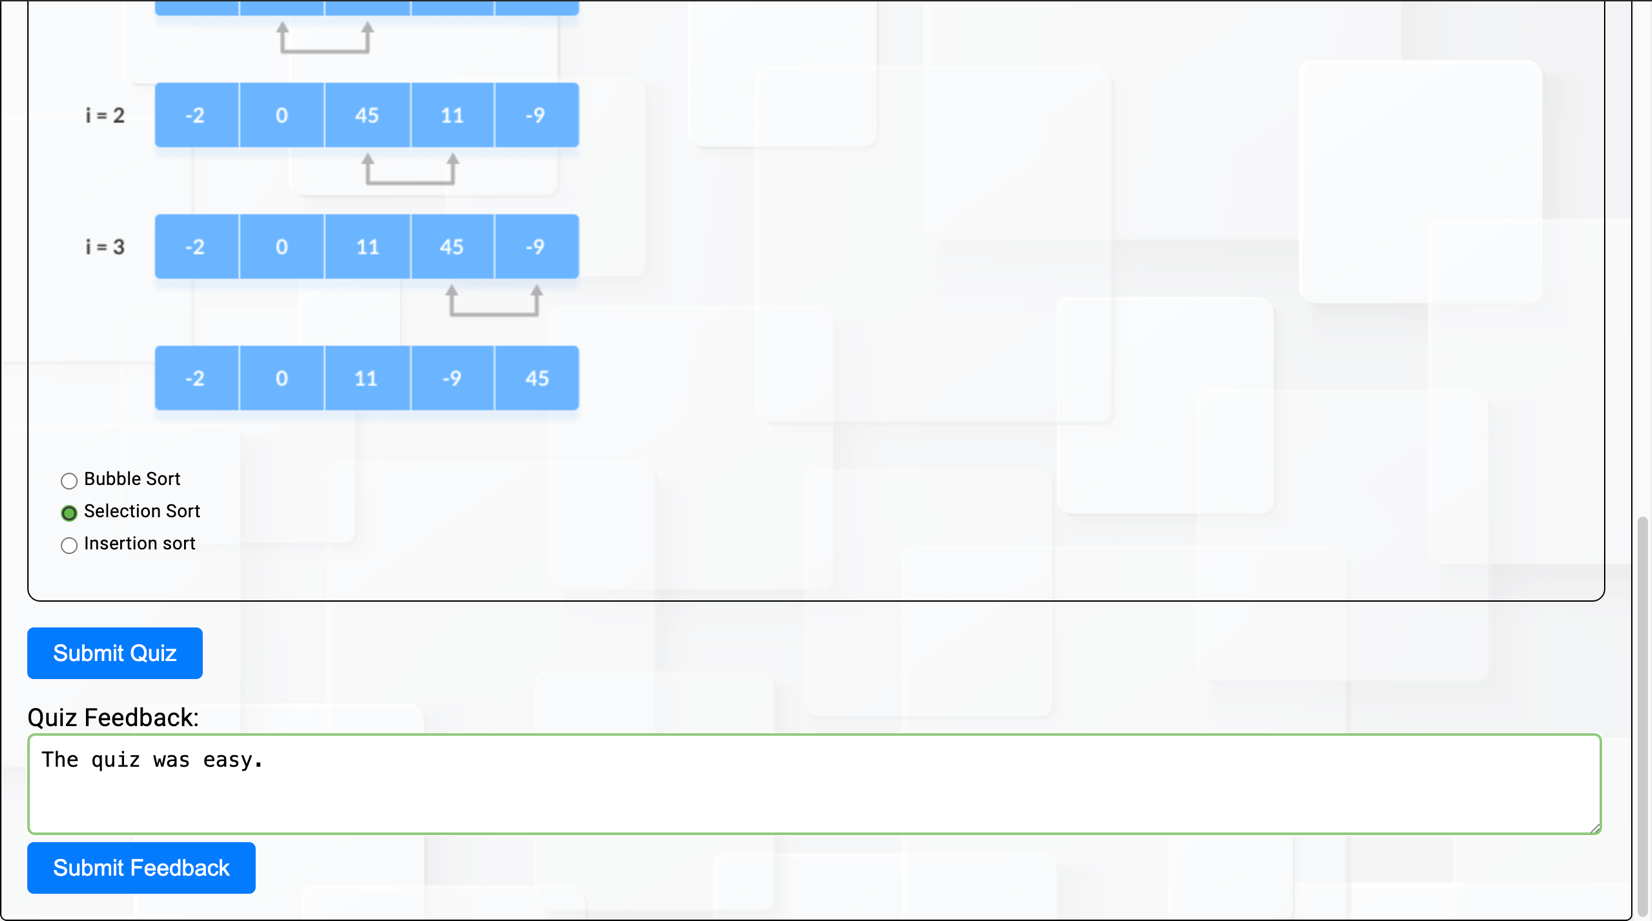 i = 2 -2 0 45 11 -9
i = 3 -2 0 11 45 -9
-2 0 11 -9 45
Bubble Sort
Selection Sort
Insertion sort
Submit Quiz
Quiz Feedback:
The quiz was easy.
Submit Feedback